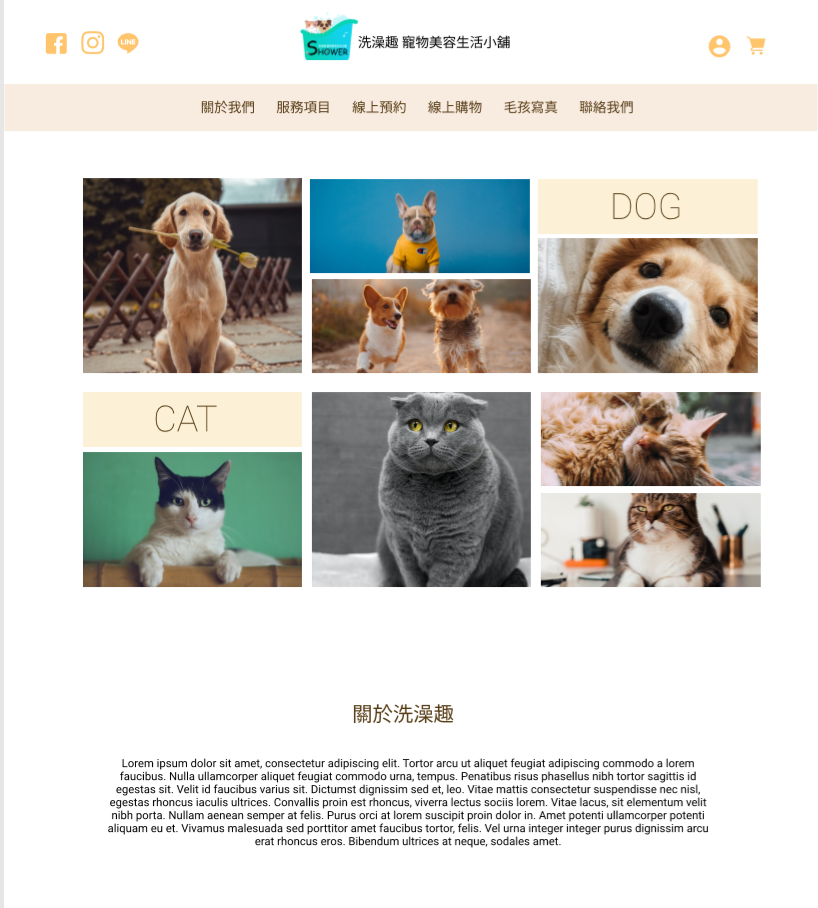 LINE
SHOWER
洗澡趣 寵物美容生活小舖
關於我們 服務項目 線上預約 線上購物 毛孩寫真 聯絡我們
DOG
CAT
關於洗澡趣
Lorem ipsum dolor sit amet, consectetur adipiscing elit. Tortor arcu ut aliquet feugiat adipiscing commodo a lorem
faucibus. Nulla ullamcorper aliquet feugiat commodo urna, tempus. Penatibus risus phasellus nibh tortor sagittis id
egestas sit. Velit id faucibus varius sit. Dictumst dignissim sed et, leo. Vitae mattis consectetur suspendisse nec nisl,
egestas rhoncus iaculis ultrices. Convallis proin est rhoncus, viverra lectus sociis lorem. Vitae lacus, sit elementum velit
nibh porta. Nullam aenean semper at felis. Purus orci at lorem suscipit proin dolor in. Amet potenti ullamcorper potenti
aliquam eu et. Vivamus malesuada sed porttitor amet faucibus tortor, felis. Vel urna integer integer purus dignissim arcu
erat rhoncus eros. Bibendum ultrices at neque, sodales amet.